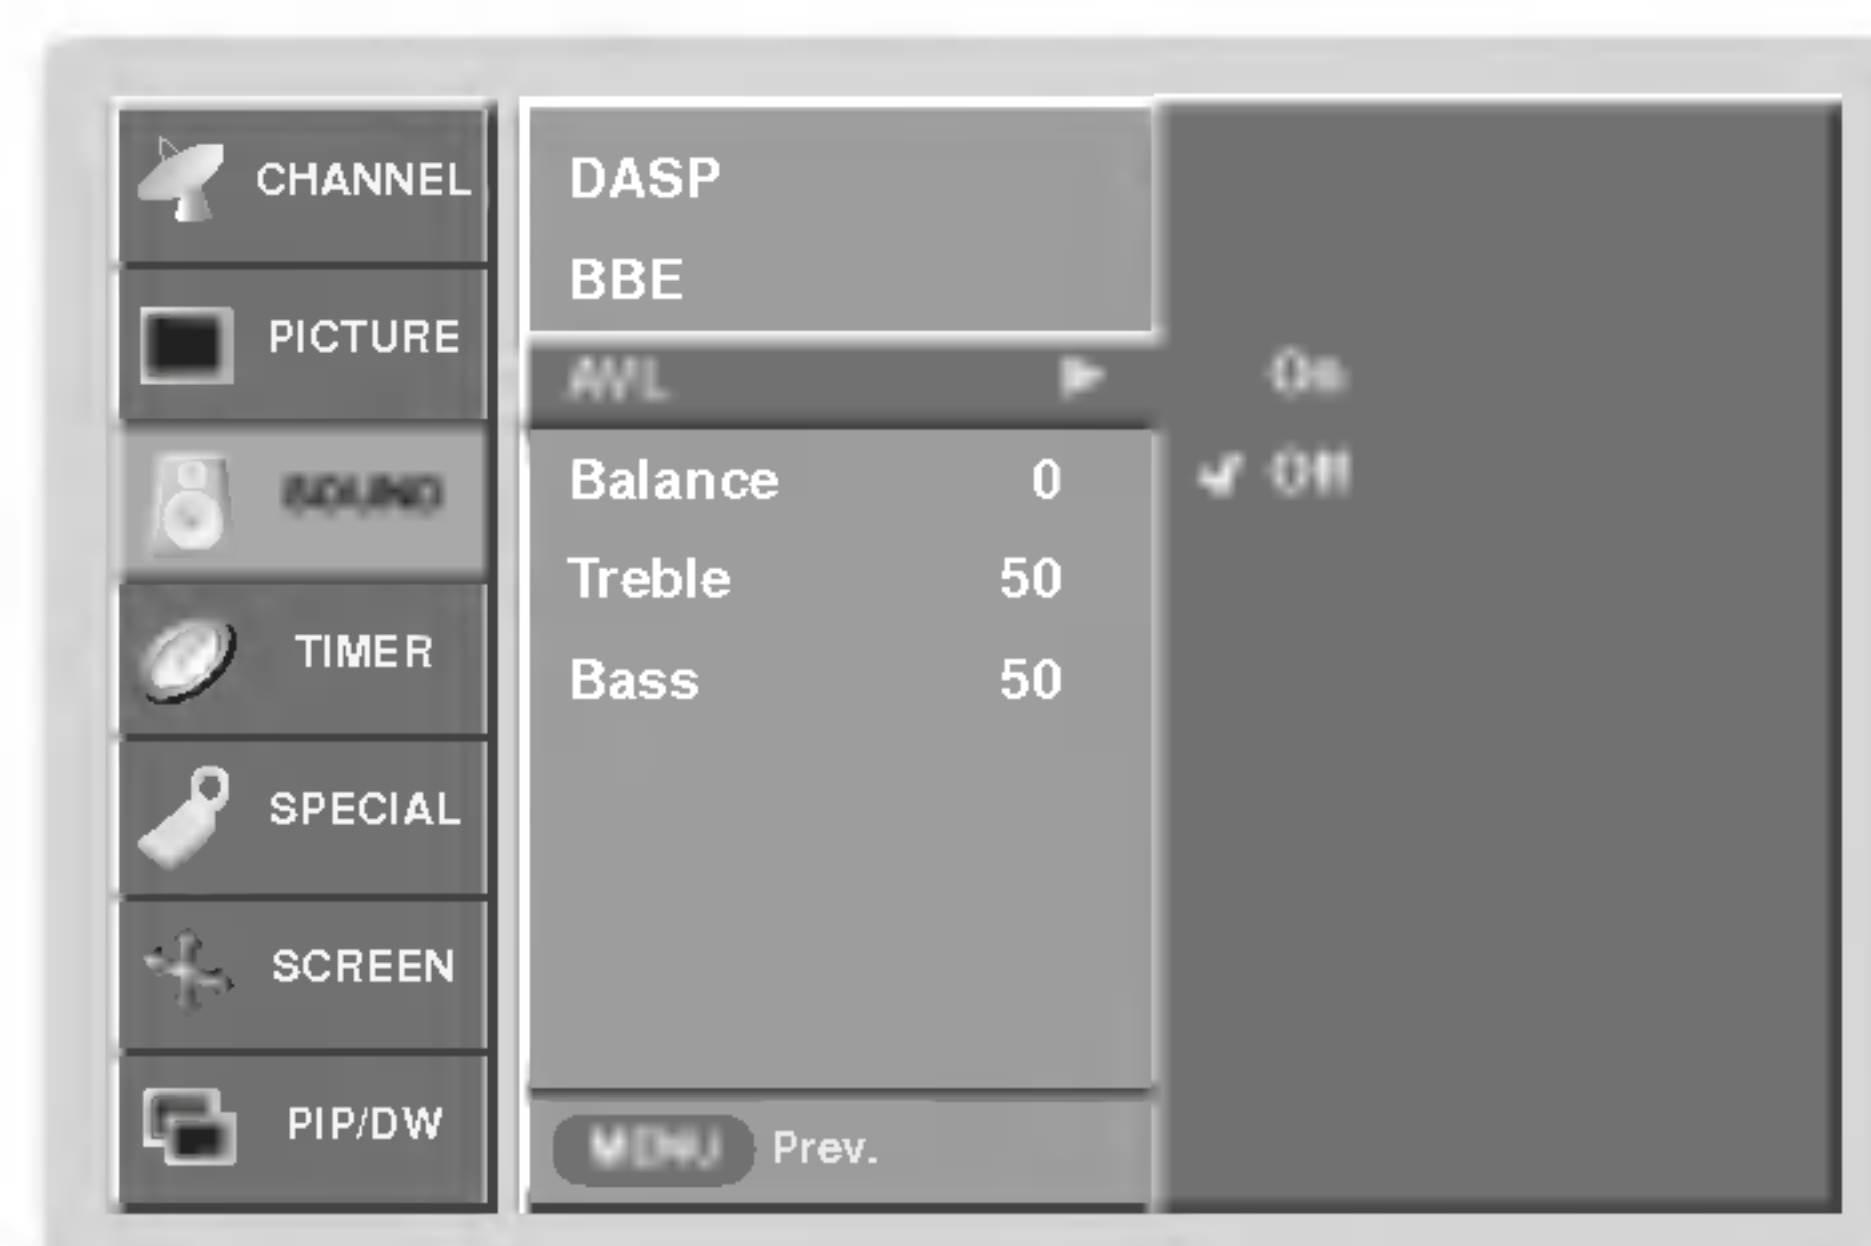 CHANNEL
PICTURE
SOUND
TIMER
SPECIAL
SCREEN
PIP/DW
DASP
BBE
AVL
Balance 0
Treble 50
Bass 50
MENU Prev.
On
Off